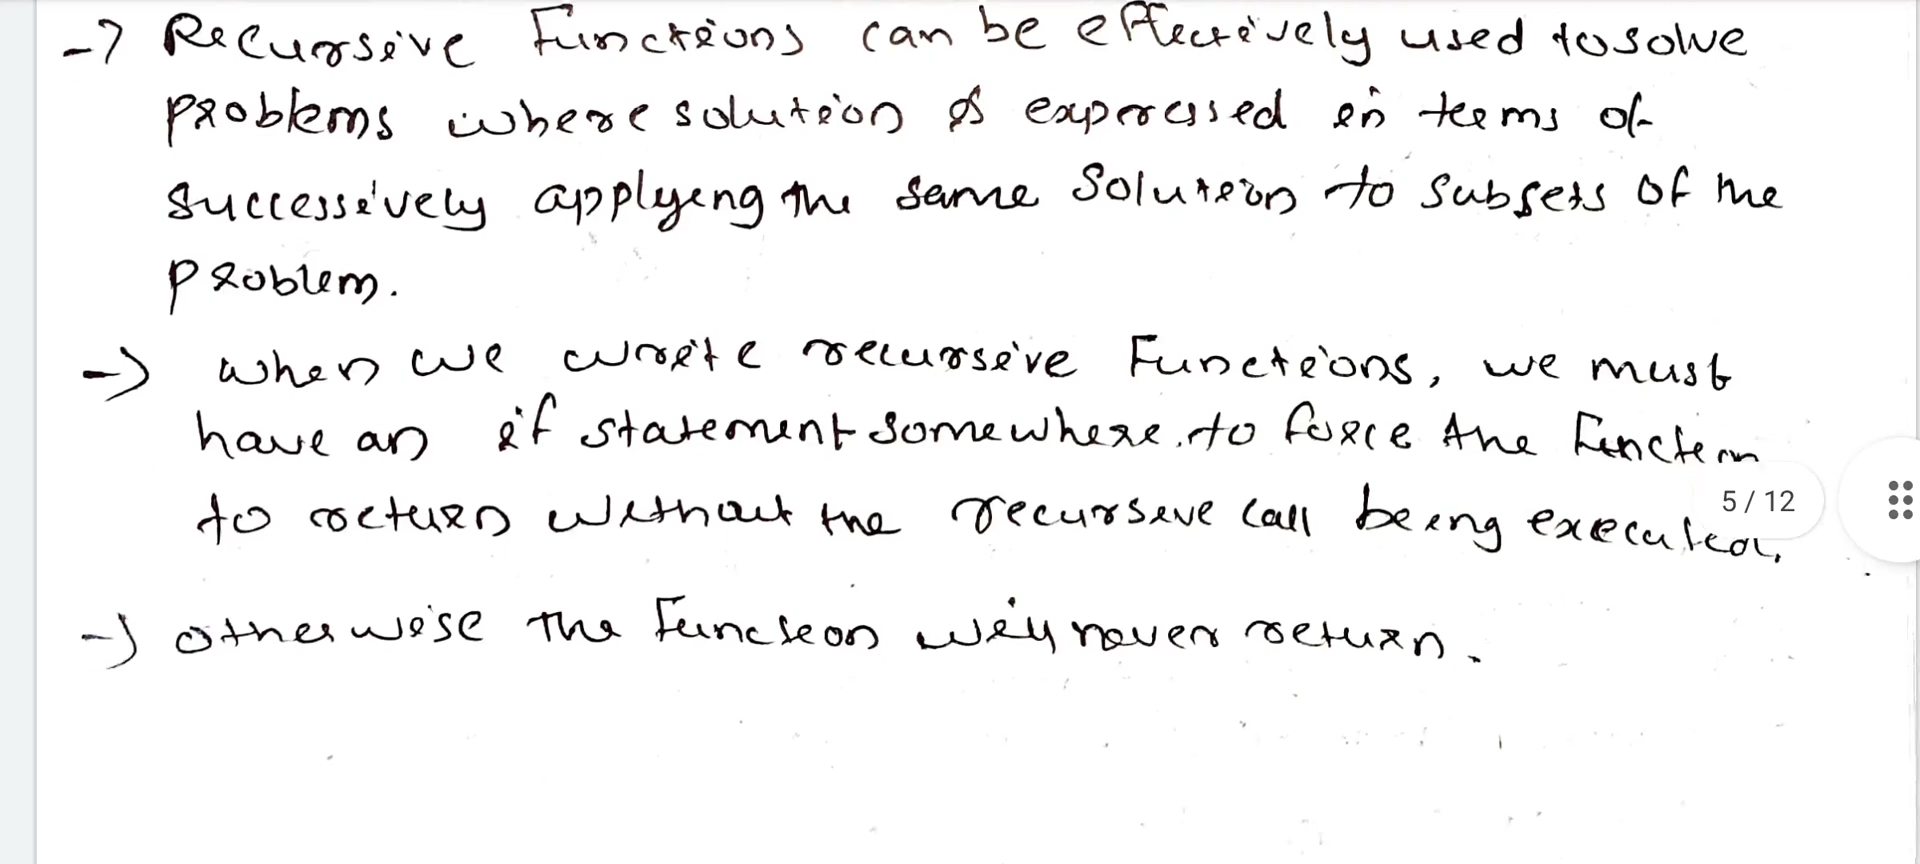 -> Recursive Functions can be effectively used to solve
problems where solution is expressed in terms of
successively applying the same solution to subsets of the
problem.
-> when we write recursive Functions, we must
have an if statement somewhere to force the function
to return without the recursive call being executed.
5 / 12
-> otherwise the function will never return.